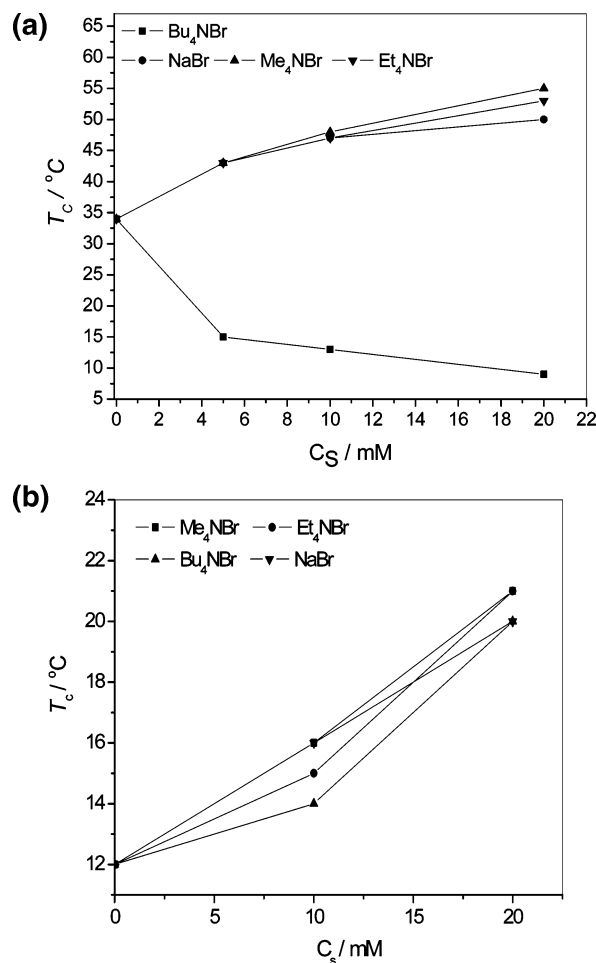 (a)
Bu4NBr
NaBr Me4NBr Et4NBr
65
60
55
50
45
40
35
30
25
20
15
10
5
TC / °C
0 2 4 6 8 10 12 14 16 18 20 22
CS / mM
(b)
Me4NBr Et4NBr
Bu4NBr NaBr
24
22
20
18
16
14
12
Tc / °C
0 5 10 15 20
Cs / mM